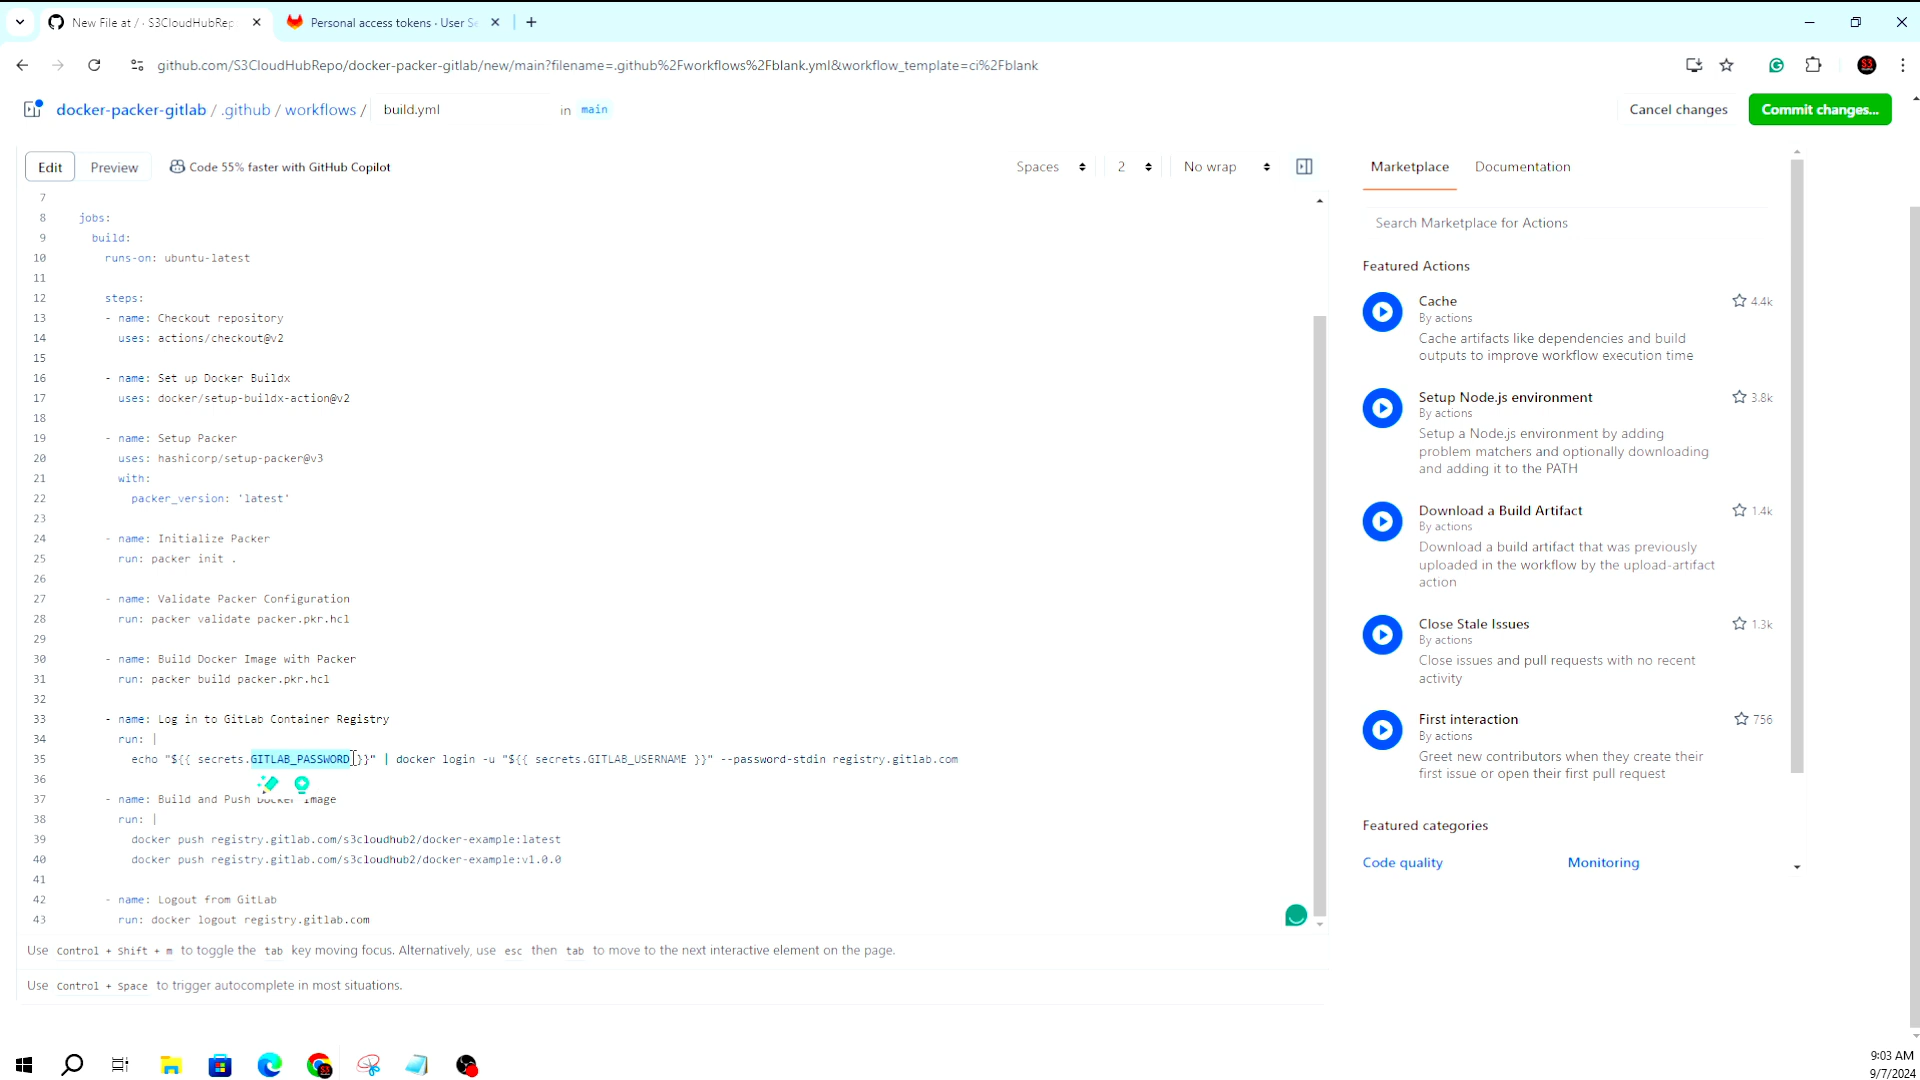 New File at / · S3CloudHubRep
Personal access tokens · User Se
github.com/S3CloudHubRepo/docker-packer-gitlab/new/main?filename=.github%2Fworkflows%2Fblank.yml&workflow_template=ci%2Fblank
S3
docker-packer-gitlab / .github / workflows / build.yml in main
Cancel changes
Commit changes...
Edit
Preview
Code 55% faster with GitHub Copilot
Spaces
2
No wrap
7
8 jobs:
9 build:
10 runs-on: ubuntu-latest
11
12 steps:
13 - name: Checkout repository
14 uses: actions/checkout@v2
15
16 - name: Set up Docker Buildx
17 uses: docker/setup-buildx-action@v2
18
19 - name: Setup Packer
20 uses: hashicorp/setup-packer@v3
21 with:
22 packer_version: 'latest'
23
24 - name: Initialize Packer
25 run: packer init .
26
27 - name: Validate Packer Configuration
28 run: packer validate packer.pkr.hcl
29
30 - name: Build Docker Image with Packer
31 run: packer build packer.pkr.hcl
32
33 - name: Log in to GitLab Container Registry
34 run: |
35 echo "${{ secrets.GITLAB_PASSWORD }}" | docker login -u "${{ secrets.GITLAB_USERNAME }}" --password-stdin registry.gitlab.com
36
37 - name: Build and Push Docker Image
38 run: |
39 docker push registry.gitlab.com/s3cloudhub2/docker-example:latest
40 docker push registry.gitlab.com/s3cloudhub2/docker-example:v1.0.0
41
42 - name: Logout from GitLab
43 run: docker logout registry.gitlab.com
Use Control + Shift + m to toggle the tab key moving focus. Alternatively, use esc then tab to move to the next interactive element on the page.
Use Control + Space to trigger autocomplete in most situations.
Marketplace
Documentation
Search Marketplace for Actions
Featured Actions
Cache
4.4k
By actions
Cache artifacts like dependencies and build
outputs to improve workflow execution time
Setup Node.js environment
3.8k
By actions
Setup a Node.js environment by adding
problem matchers and optionally downloading
and adding it to the PATH
Download a Build Artifact
1.4k
By actions
Download a build artifact that was previously
uploaded in the workflow by the upload-artifact
action
Close Stale Issues
1.3k
By actions
Close issues and pull requests with no recent
activity
First interaction
756
By actions
Greet new contributors when they create their
first issue or open their first pull request
Featured categories
Code quality
Monitoring
S3
9:03 AM
9/7/2024